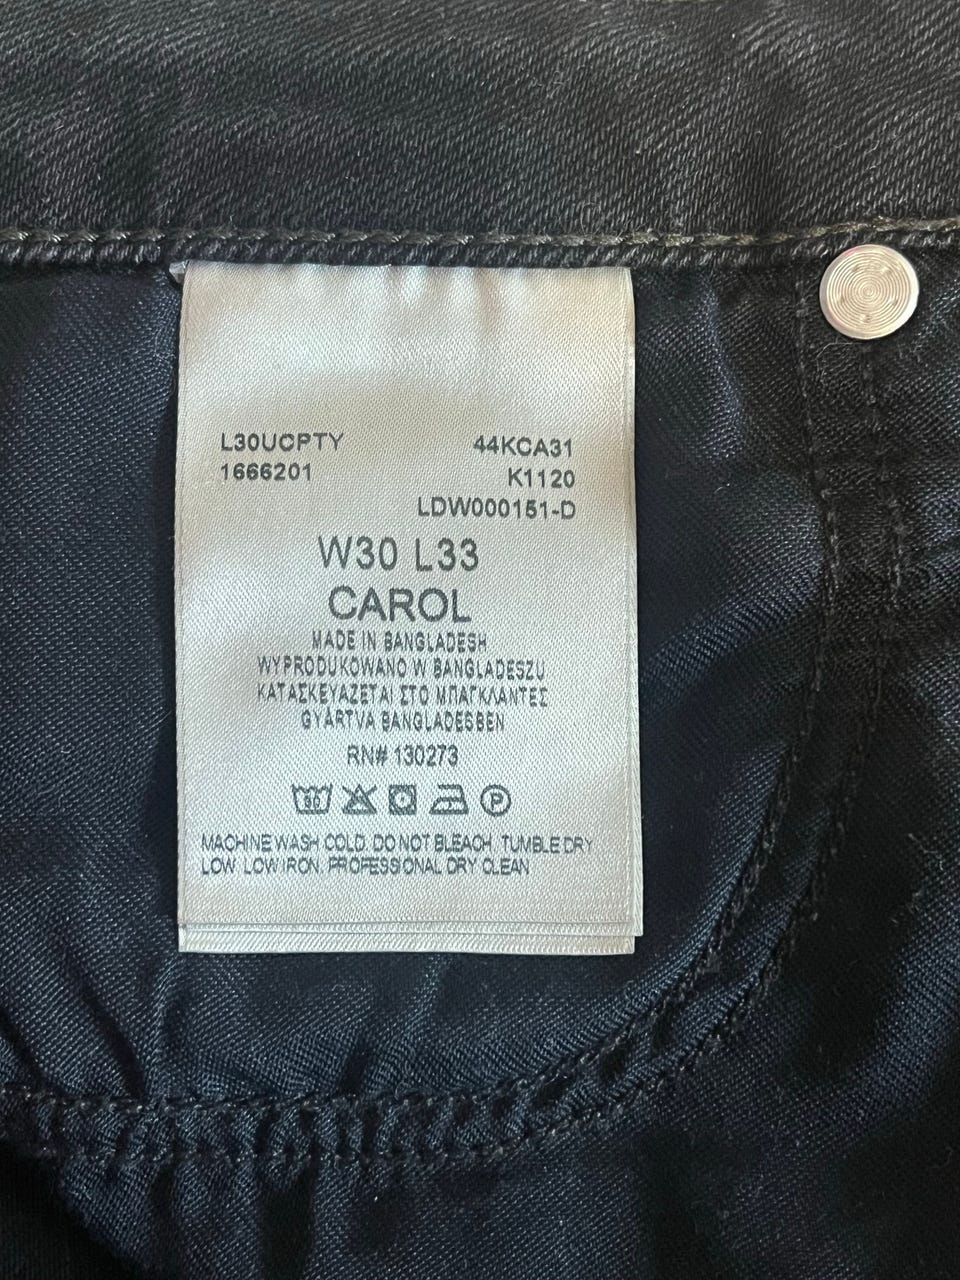 L30UCPTY 44KCA31
1666201 K1120
LDW000151-D
W30 L33
CAROL
MADE IN BANGLADESH
WYPRODUKOWANO W BANGLADESZU
ΚΑΤΑΣΚΕΥΑΖΕΤΑΙ ΣΤΟ ΜΠΑΓΚΛΑΝΤΕΣ
GYÁRTVA BANGLADESBEN
RN# 130273
30 P
MACHINE WASH COLD. DO NOT BLEACH. TUMBLE DRY
LOW. LOW IRON. PROFESSIONAL DRY CLEAN